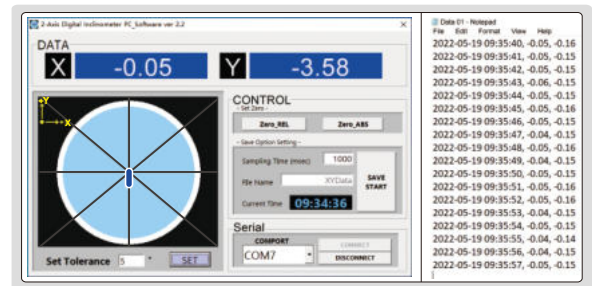 2-Axis Digital Inclinometer PC_Software ver 2.2
DATA
X -0.05 Y -3.58
+Y
+X
CONTROL
- Set Zero -
Zero_REL Zero_ABS
- Save Option Setting -
Sampling Time (msec) 1000
File Name XYData
SAVE START
Current Time 09:34:36
Set Tolerance 5 ° SET
Serial
COMPORT
COM7
CONNECT
DISCONNECT
Data 01 - Notepad
File Edit Format View Help
2022-05-19 09:35:40, -0.05, -0.16
2022-05-19 09:35:41, -0.05, -0.15
2022-05-19 09:35:42, -0.05, -0.15
2022-05-19 09:35:43, -0.06, -0.15
2022-05-19 09:35:44, -0.05, -0.15
2022-05-19 09:35:45, -0.05, -0.16
2022-05-19 09:35:46, -0.05, -0.15
2022-05-19 09:35:47, -0.04, -0.15
2022-05-19 09:35:48, -0.05, -0.16
2022-05-19 09:35:49, -0.04, -0.15
2022-05-19 09:35:50, -0.05, -0.15
2022-05-19 09:35:51, -0.05, -0.16
2022-05-19 09:35:52, -0.05, -0.16
2022-05-19 09:35:53, -0.04, -0.15
2022-05-19 09:35:54, -0.05, -0.15
2022-05-19 09:35:55, -0.04, -0.14
2022-05-19 09:35:56, -0.04, -0.15
2022-05-19 09:35:57, -0.05, -0.15